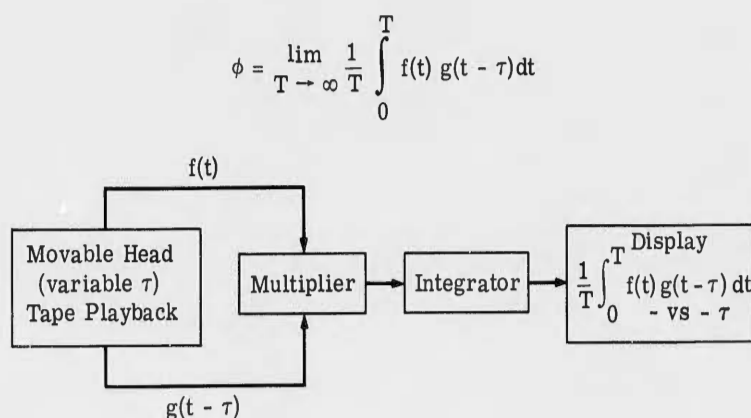 φ = lim T → ∞ 1/T ∫₀ᵀ f(t) g(t - τ)dt
f(t)
Movable Head
(variable τ)
Tape Playback
Multiplier
Integrator
Display
1/T ∫₀ᵀ f(t) g(t-τ) dt
- vs - τ
g(t - τ)